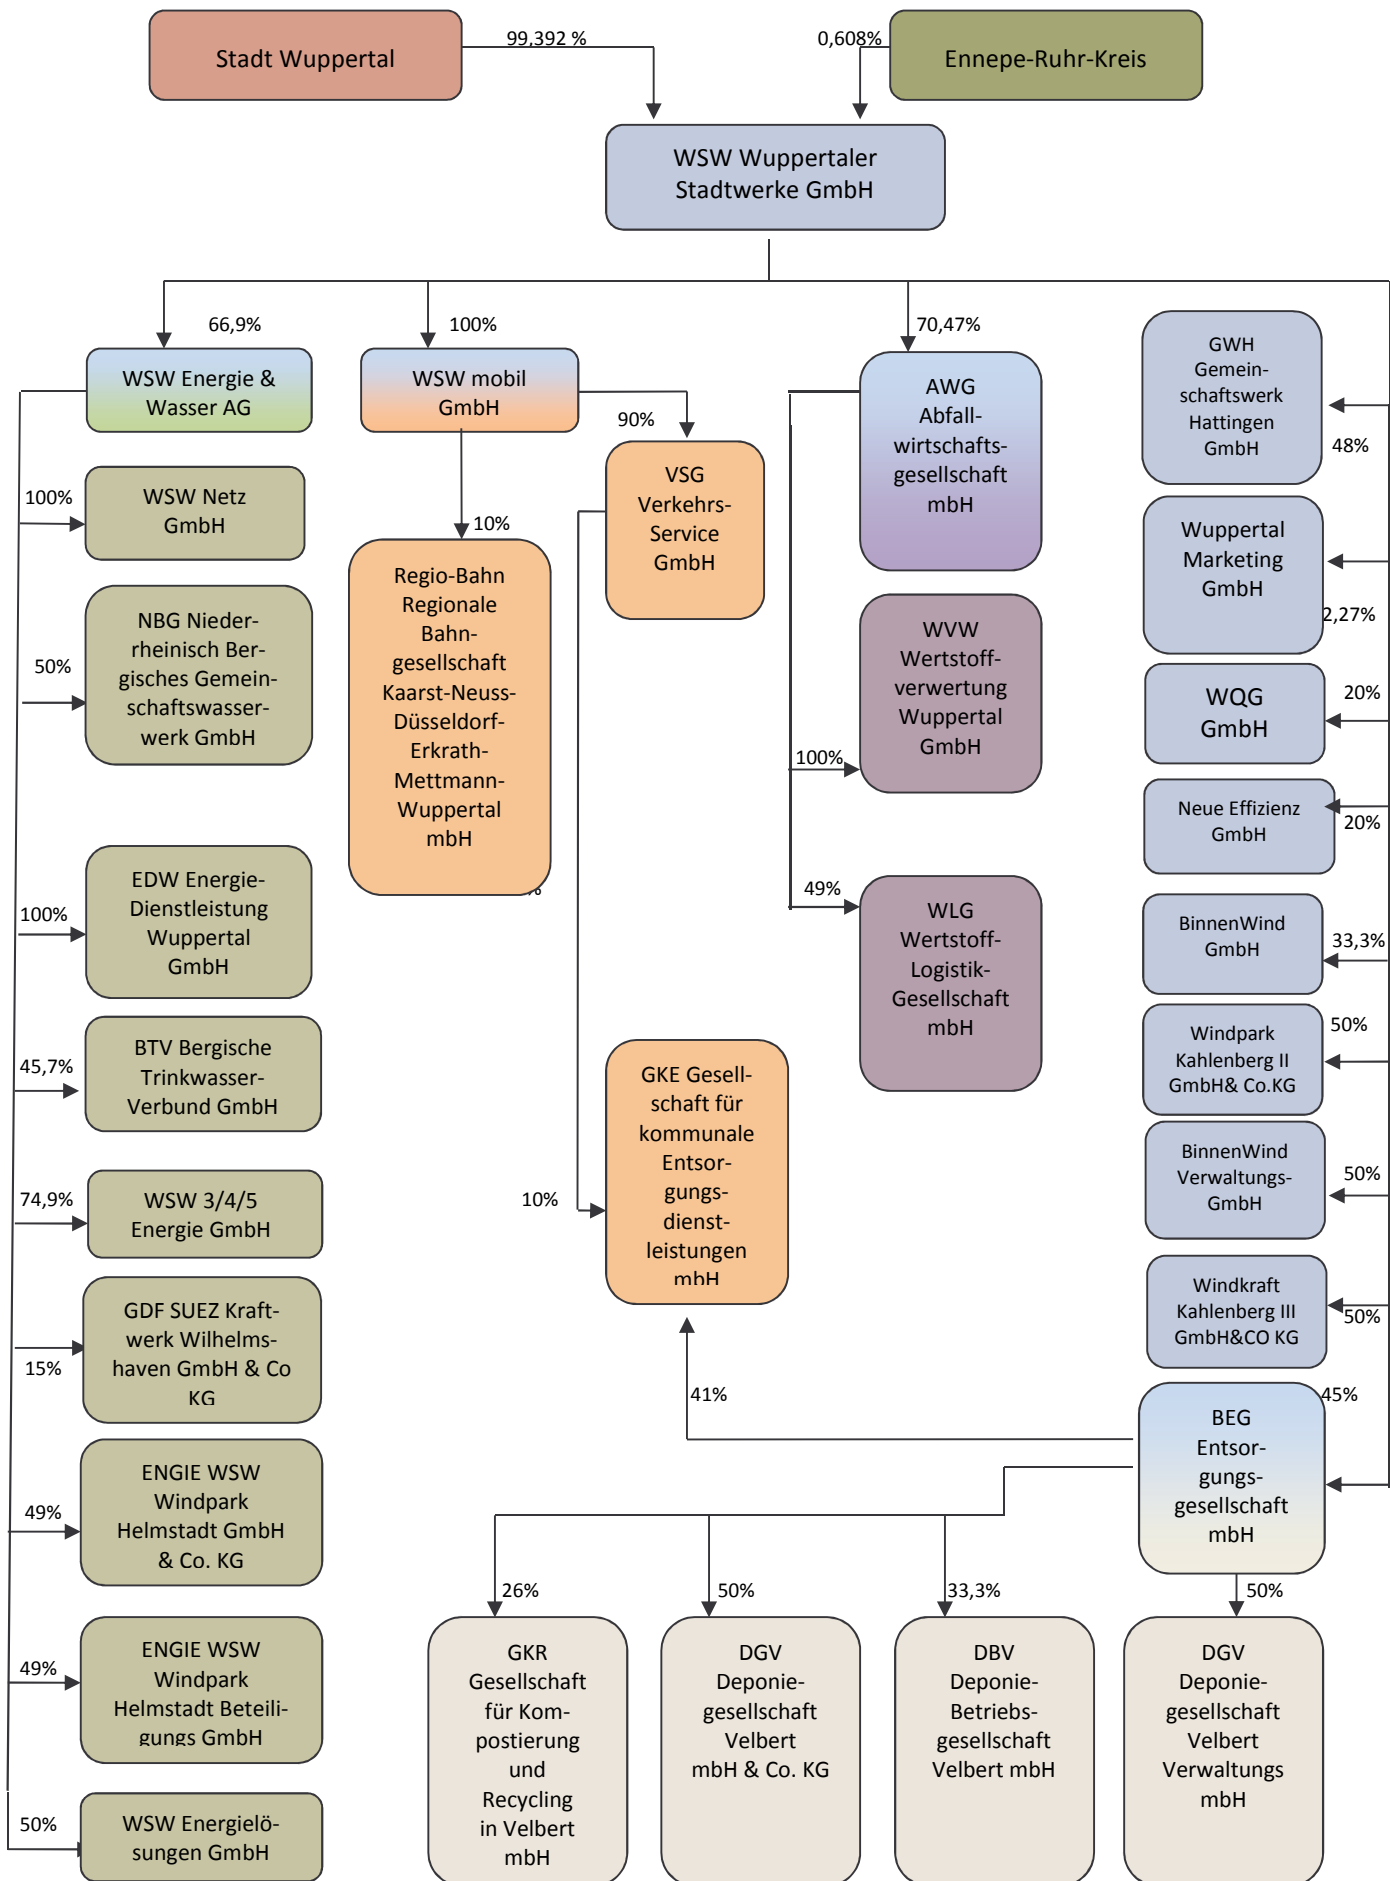 Stadt Wuppertal
99,392 %
0,608%
Ennepe-Ruhr-Kreis
WSW Wuppertaler
Stadtwerke GmbH
66,9%
100%
70,47%
WSW Energie &
Wasser AG
100%
WSW Netz
GmbH
50%
NBG Nieder-
rheinisch Ber-
gisches Gemein-
schaftswasser-
werk GmbH
100%
EDW Energie-
Dienstleistung
Wuppertal
GmbH
45,7%
BTV Bergische
Trinkwasser-
Verbund GmbH
74,9%
WSW 3/4/5
Energie GmbH
15%
GDF SUEZ Kraft-
werk Wilhelms-
haven GmbH & Co
KG
49%
ENGIE WSW
Windpark
Helmstadt GmbH
& Co. KG
49%
ENGIE WSW
Windpark
Helmstadt Beteili-
gungs GmbH
50%
WSW Energielö-
sungen GmbH
WSW mobil
GmbH
90%
10%
Regio-Bahn
Regionale
Bahn-
gesellschaft
Kaarst-Neuss-
Düsseldorf-
Erkrath-
Mettmann-
Wuppertal
mbH
%
VSG
Verkehrs-
Service
GmbH
10%
GKE Gesell-
schaft für
kommunale
Entsor-
gungs-
dienst-
leistungen
mbH
41%
AWG
Abfall-
wirtschafts-
gesellschaft
mbH
100%
WVW
Wertstoff-
verwertung
Wuppertal
GmbH
49%
WLG
Wertstoff-
Logistik-
Gesellschaft
mbH
GWH
Gemein-
schaftswerk
Hattingen
GmbH
48%
Wuppertal
Marketing
GmbH
2,27%
WQG
GmbH
20%
Neue Effizienz
GmbH
20%
BinnenWind
GmbH
33,3%
Windpark
Kahlenberg II
GmbH& Co.KG
50%
BinnenWind
Verwaltungs-
GmbH
50%
Windkraft
Kahlenberg III
GmbH&CO KG
50%
BEG
Entsor-
gungs-
gesellschaft
mbH
45%
26%
50%
33,3%
50%
GKR
Gesellschaft
für Kom-
postierung
und
Recycling
in Velbert
mbH
DGV
Deponie-
gesellschaft
Velbert
mbH & Co. KG
DBV
Deponie-
Betriebs-
gesellschaft
Velbert mbH
DGV
Deponie-
gesellschaft
Velbert
Verwaltungs
mbH